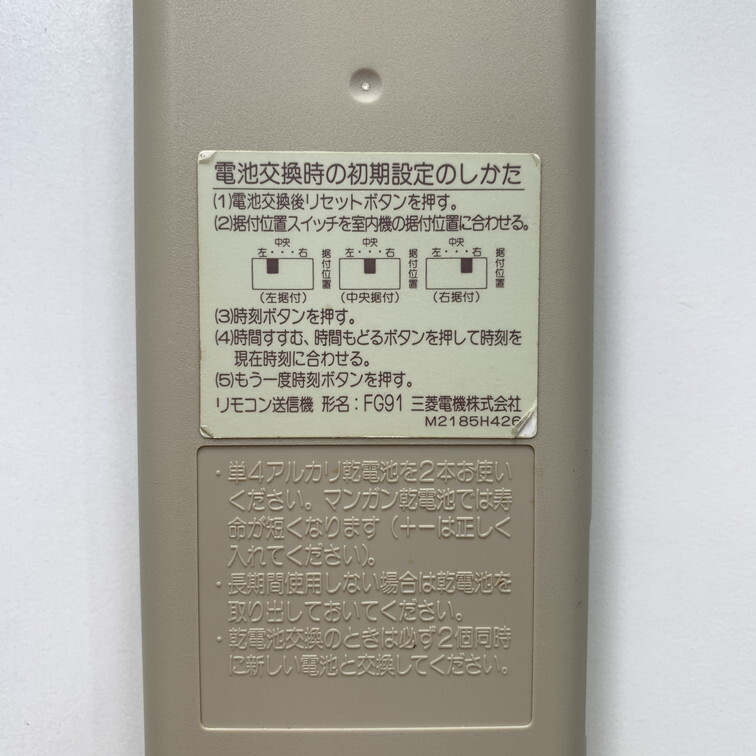 電池交換時の初期設定のしかた
(1)電池交換後リセットボタンを押す。
(2)据付位置スイッチを室内機の据付位置に合わせる。
中央 中央 中央
左・・・右 左・・・右 左・・・右
据付位置 据付位置 据付位置
(左据付) (中央据付) (右据付)
(3)時刻ボタンを押す。
(4)時間すすむ、時間もどるボタンを押して時刻を
現在時刻に合わせる。
(5)もう一度時刻ボタンを押す。
リモコン送信機 形名：FG91 三菱電機株式会社
M2185H426
・単4アルカリ乾電池を2本お使い
ください。マンガン乾電池では寿
命が短くなります（＋－は正しく
入れてください）。
・長期間使用しない場合は乾電池を
取り出しておいてください。
・乾電池交換のときは必ず2個同時
に新しい電池と交換してください。